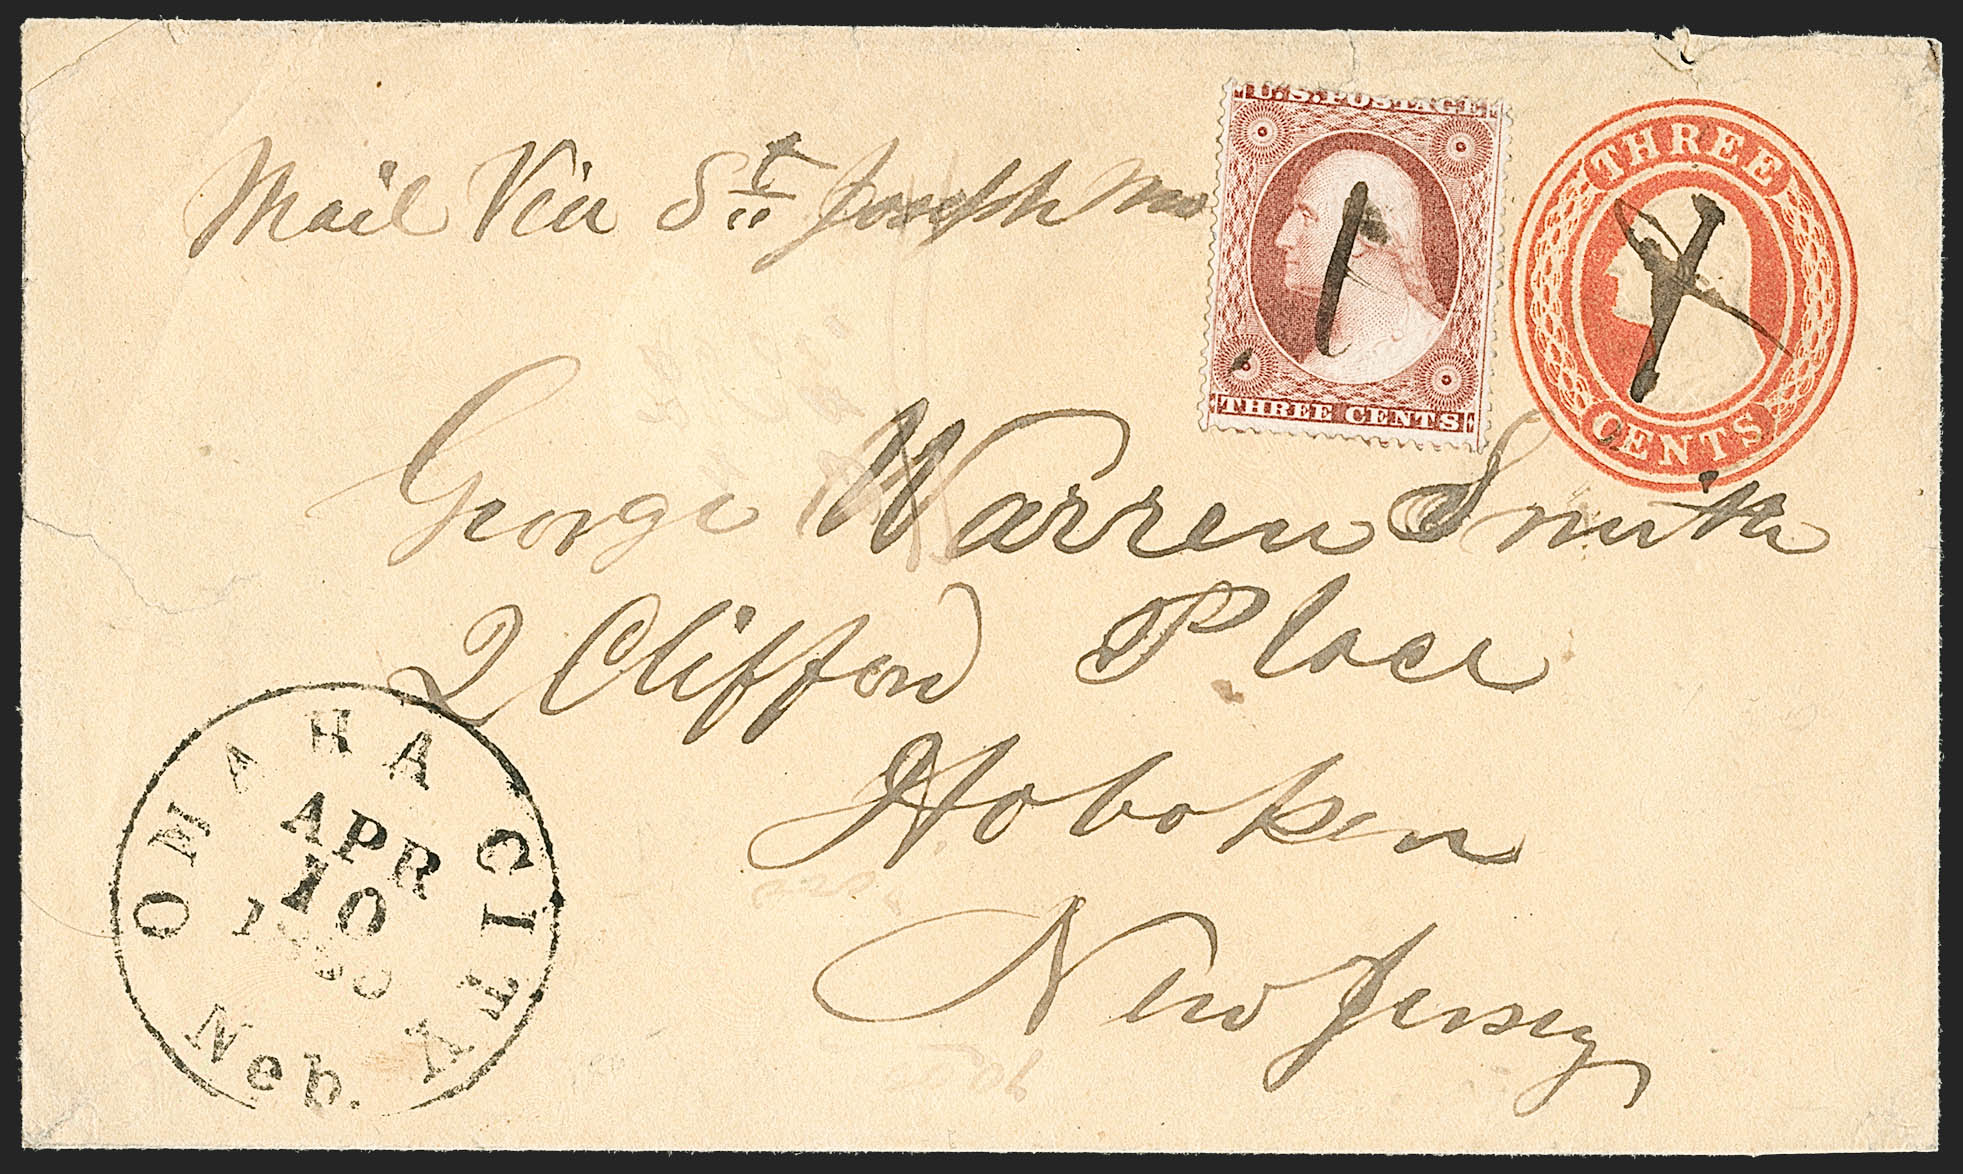 Mail Via St. Joseph Mo
U.S. POSTAGE
THREE CENTS
THREE
CENTS
George Warren Smith
2 Clifford Place
Hoboken
New Jersey
OMAHA CITY
APR
10
1860
Neb.